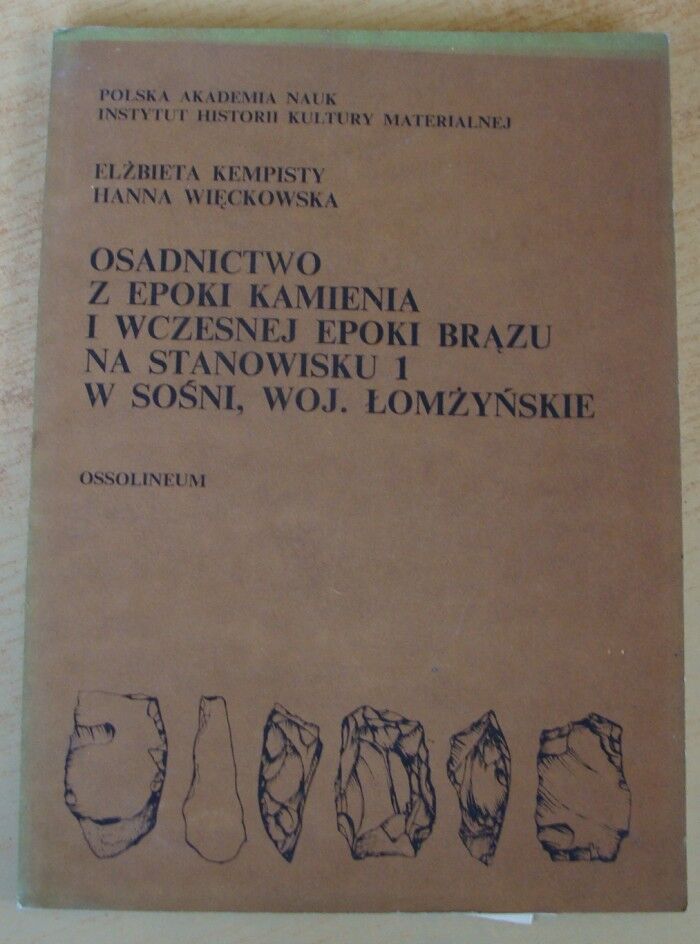 POLSKA AKADEMIA NAUK
INSTYTUT HISTORII KULTURY MATERIALNEJ
ELŻBIETA KEMPISTY
HANNA WIĘCKOWSKA
OSADNICTWO
Z EPOKI KAMIENIA
I WCZESNEJ EPOKI BRĄZU
NA STANOWISKU 1
W SOŚNI, WOJ. ŁOMŻYŃSKIE
OSSOLINEUM